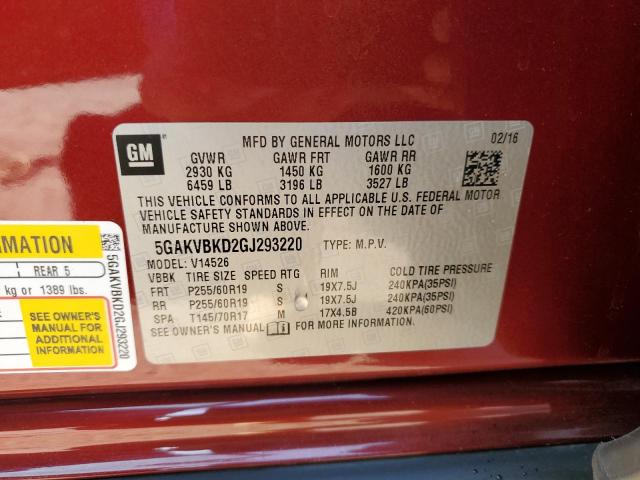 GM
MFD BY GENERAL MOTORS LLC 02/16
GVWR GAWR FRT GAWR RR
2930 KG 1450 KG 1600 KG
6459 LB 3196 LB 3527 LB
THIS VEHICLE CONFORMS TO ALL APPLICABLE U.S. FEDERAL MOTOR
VEHICLE SAFETY STANDARDS IN EFFECT ON THE DATE OF
MANUFACTURE SHOWN ABOVE.
5GAKVBKD2GJ293220 TYPE: M.P.V.
MODEL: V14526
VBBK TIRE SIZE SPEED RTG RIM COLD TIRE PRESSURE
FRT P255/60R19 S 19X7.5J 240KPA(35PSI)
RR P255/60R19 S 19X7.5J 240KPA(35PSI)
SPA T145/70R17 M 17X4.5B 420KPA(60PSI)
SEE OWNER'S MANUAL FOR MORE INFORMATION.
RMATION
REAR 5
kg or 1389 lbs.
SEE OWNER'S
MANUAL FOR
ADDITIONAL
INFORMATION
5GAKVBKD2GJ293220